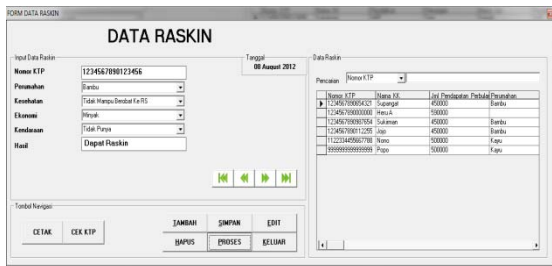 FORM DATA RASKIN
DATA RASKIN
Input Data Raskin
Tanggal
08 August 2012
Nomor KTP 1234567890123456
Perumahan Bambu
Kesehatan Tidak Mampu Berobat Ke RS
Ekonomi Minyak
Kendaraan Tidak Punya
Hasil Dapat Raskin
Tombol Navigasi
CETAK CEK KTP
TAMBAH SIMPAN EDIT
HAPUS PROSES KELUAR
Data Raskin
Pencarian Nomor KTP
Nomor KTP Nama KK Jml Pendapatan Perbula Perumahan
1234567890654321 Supangat 450000 Bambu
1234567890000000 Heru A 590000
1234567890987654 Sukiman 450000 Bambu
1234567890112255 Jojo 450000 Bambu
1122334455667788 Nono 500000 Kayu
9999999999999999 Popo 500000 Kayu